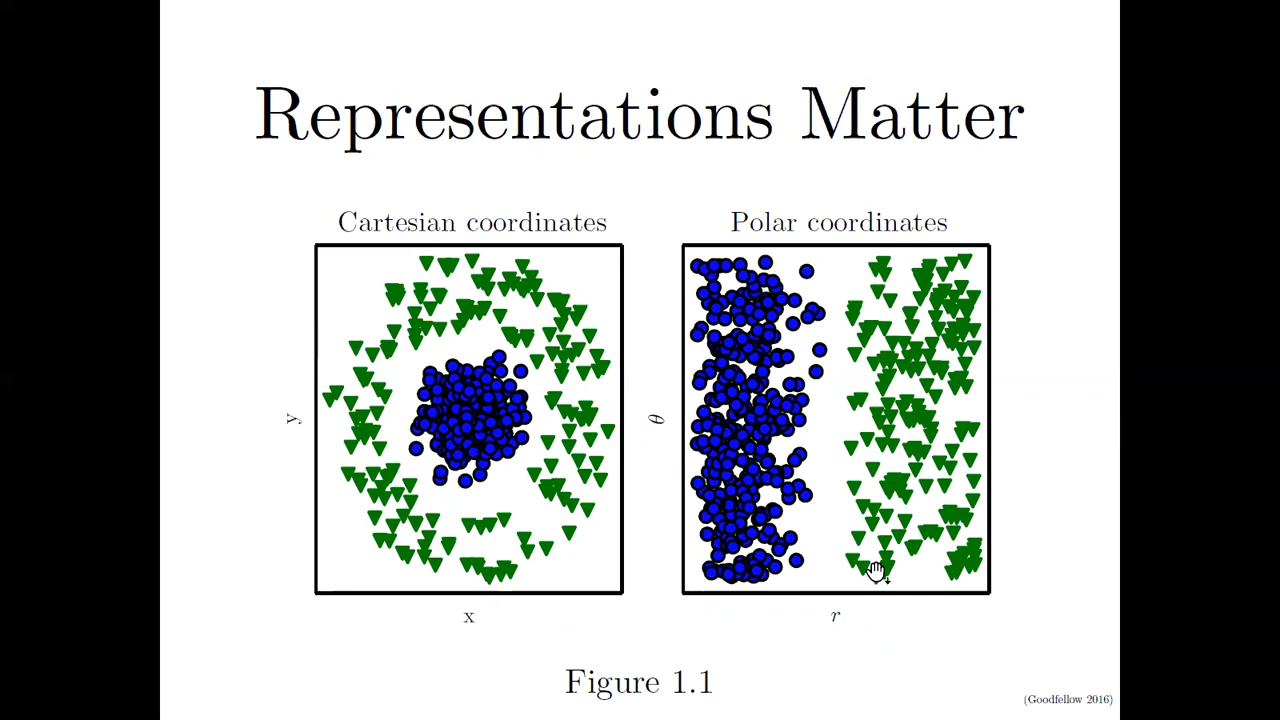 Representations Matter
Cartesian coordinates
Polar coordinates
y
θ
x
r
Figure 1.1
(Goodfellow 2016)